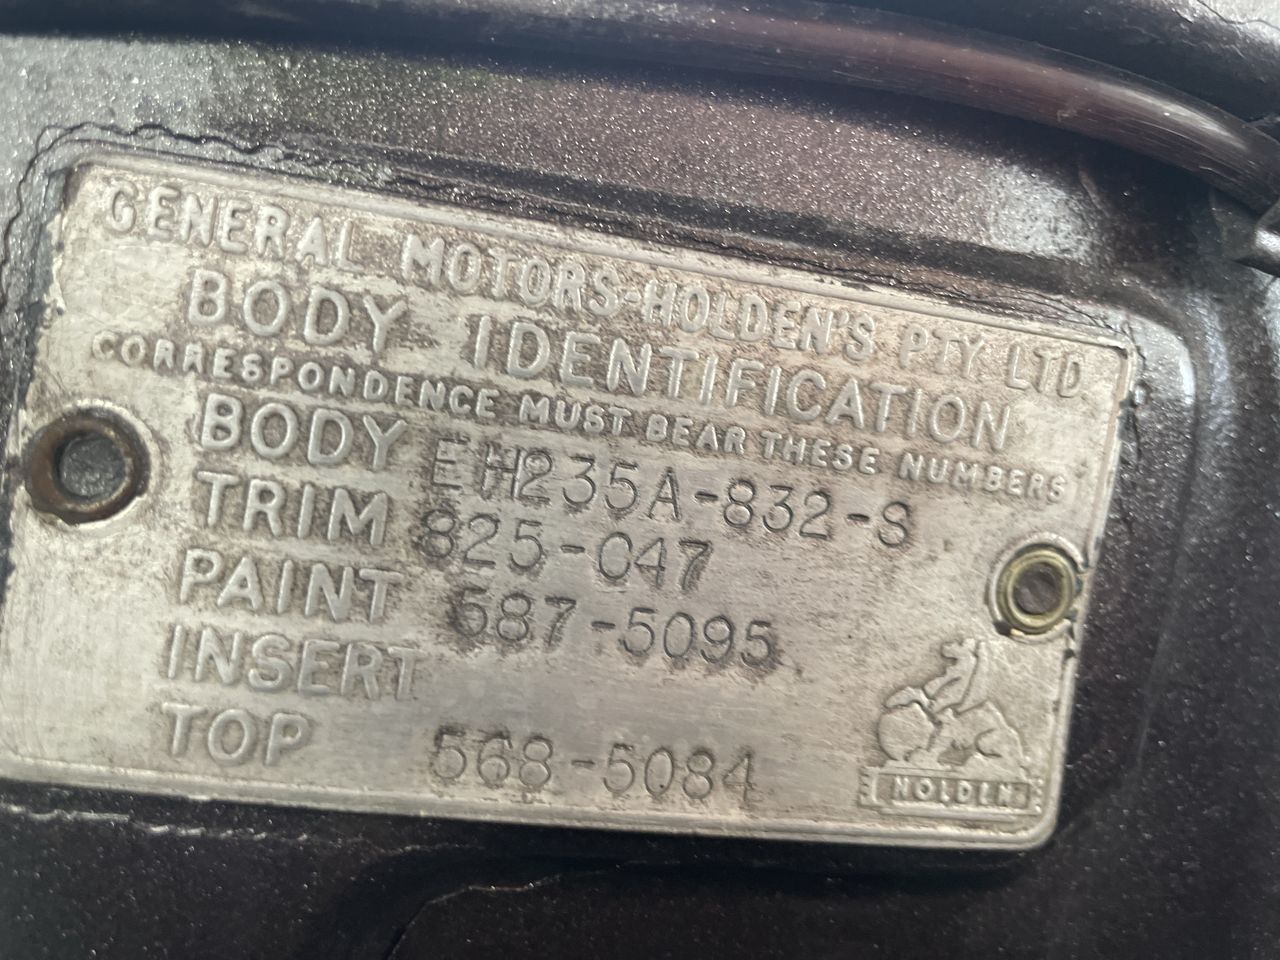 GENERAL MOTORS-HOLDEN'S PTY LTD.
BODY IDENTIFICATION
CORRESPONDENCE MUST BEAR THESE NUMBERS
BODY EH235A-832-S
TRIM 825-C47
PAINT 587-5095
INSERT
TOP 568-5084
HOLDEN